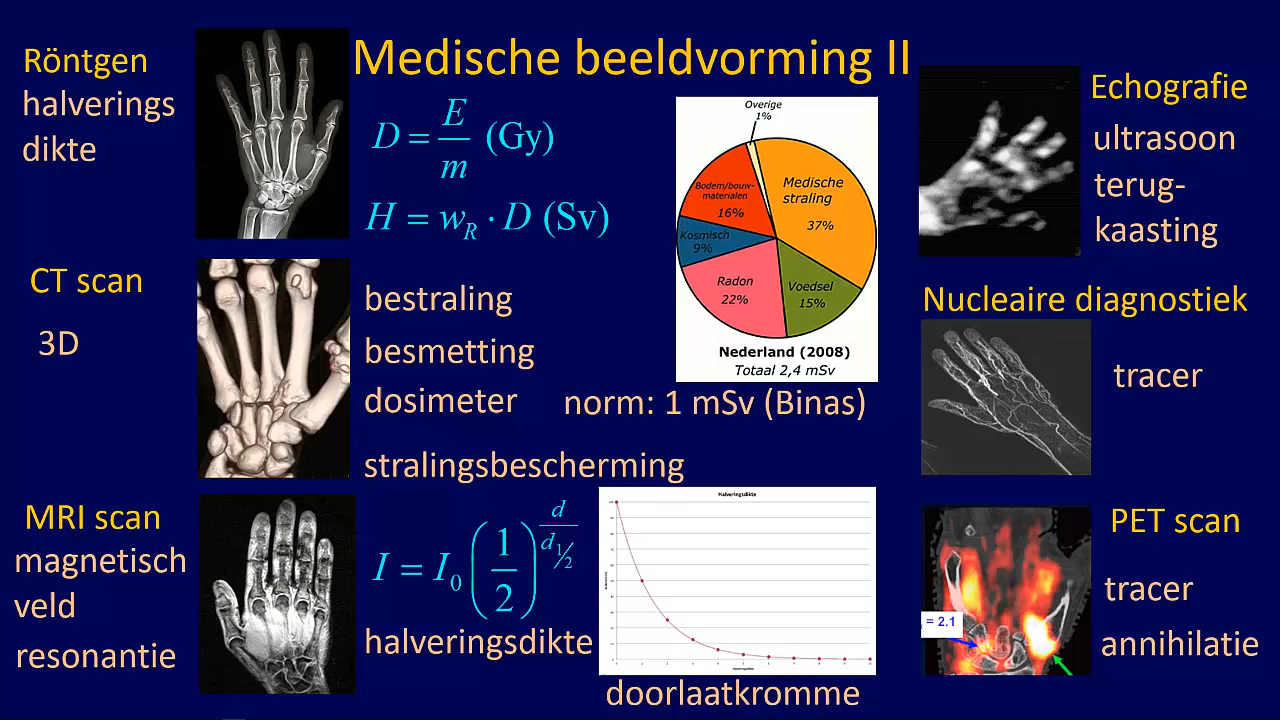 Medische beeldvorming II
Röntgen
halverings
dikte
CT scan
3D
MRI scan
magnetisch
veld
resonantie
D = E/m (Gy)
H = w_R · D (Sv)
bestraling
besmetting
dosimeter
norm: 1 mSv (Binas)
stralingsbescherming
I = I_0 (1/2)^(d/d_½)
halveringsdikte
Overige
1%
Medische
straling
37%
Bodem/bouw-
materialen
16%
Kosmisch
9%
Radon
22%
Voedsel
15%
Nederland (2008)
Totaal 2,4 mSv
Halveringsdikte
doorlaatkromme
Echografie
ultrasoon
terug-
kaasting
Nucleaire diagnostiek
tracer
PET scan
tracer
annihilatie
= 2.1